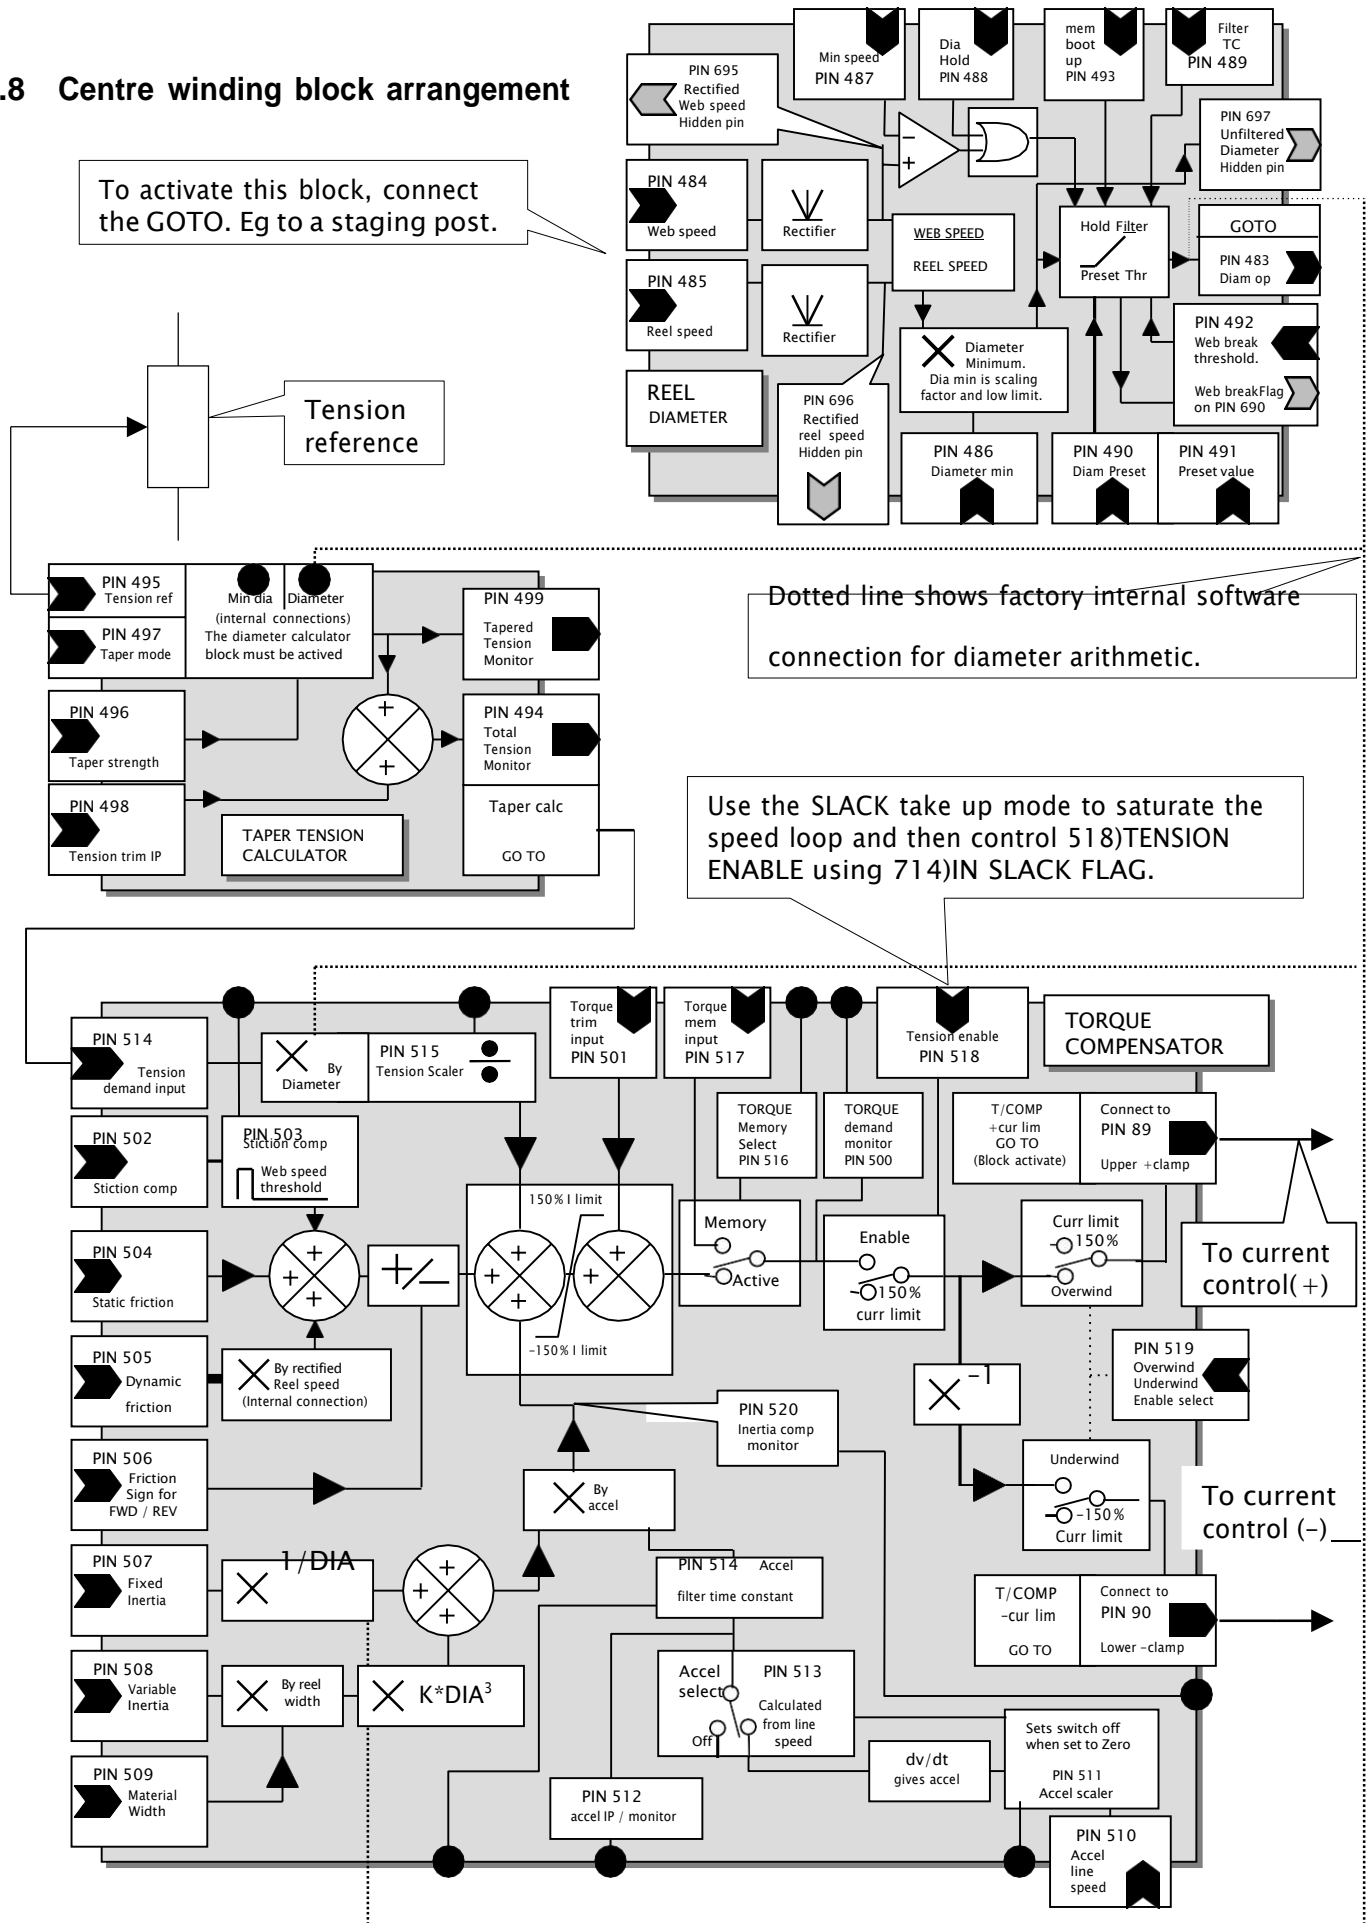 .8 Centre winding block arrangement
To activate this block, connect
the GOTO. Eg to a staging post.
PIN 695
Rectified
Web speed
Hidden pin
Min speed
PIN 487
Dia
Hold
PIN 488
mem
boot
up
PIN 493
Filter
TC
PIN 489
PIN 697
Unfiltered
Diameter
Hidden pin
–
+
PIN 484
Web speed
Rectifier
WEB SPEED
REEL SPEED
Hold Filter
Preset Thr
GOTO
PIN 483
Diam op
PIN 485
Reel speed
Rectifier
Diameter
Minimum.
Dia min is scaling
factor and low limit.
PIN 492
Web break
threshold.
Web breakFlag
on PIN 690
REEL
DIAMETER
PIN 696
Rectified
reel speed
Hidden pin
PIN 486
Diameter min
PIN 490
Diam Preset
PIN 491
Preset value
Tension
reference
PIN 495
Tension ref
PIN 497
Taper mode
Min dia
Diameter
(internal connections)
The diameter calculator
block must be actived
PIN 499
Tapered
Tension
Monitor
Dotted line shows factory internal software
connection for diameter arithmetic.
PIN 496
Taper strength
+
+
PIN 494
Total
Tension
Monitor
PIN 498
Tension trim IP
TAPER TENSION
CALCULATOR
Taper calc
GO TO
Use the SLACK take up mode to saturate the
speed loop and then control 518)TENSION
ENABLE using 714)IN SLACK FLAG.
PIN 514
Tension
demand input
By
Diameter
PIN 515
Tension Scaler
Torque
trim
input
PIN 501
Torque
mem
input
PIN 517
Tension enable
PIN 518
TORQUE
COMPENSATOR
PIN 502
Stiction comp
PIN 503
Stiction comp
Web speed
threshold
TORQUE
Memory
Select
PIN 516
TORQUE
demand
monitor
PIN 500
T/COMP
+cur lim
GO TO
(Block activate)
Connect to
PIN 89
Upper +clamp
PIN 504
Static friction
+
+
+
+
+/–
150% I limit
+
+
+
+
+
–150% I limit
Memory
Active
Enable
–150%
curr limit
Curr limit
–150%
Overwind
To current
control(+)
PIN 505
Dynamic
friction
By rectified
Reel speed
(Internal connection)
–1
PIN 519
Overwind
Underwind
Enable select
PIN 520
Inertia comp
monitor
PIN 506
Friction
Sign for
FWD / REV
By
accel
Underwind
–150%
Curr limit
To current
control (–)
PIN 507
Fixed
Inertia
1/DIA
+
+
+
PIN 514 Accel
filter time constant
T/COMP
-cur lim
GO TO
Connect to
PIN 90
Lower –clamp
PIN 508
Variable
Inertia
By reel
width
K*DIA³
Accel
select
PIN 513
Calculated
from line
speed
Off
dv/dt
gives accel
Sets switch off
when set to Zero
PIN 511
Accel scaler
PIN 509
Material
Width
PIN 512
accel IP / monitor
PIN 510
Accel
line
speed